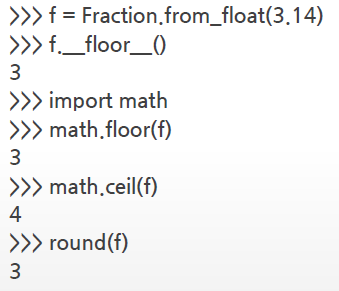 >>> f = Fraction.from_float(3.14)
>>> f.__floor__()
3
>>> import math
>>> math.floor(f)
3
>>> math.ceil(f)
4
>>> round(f)
3